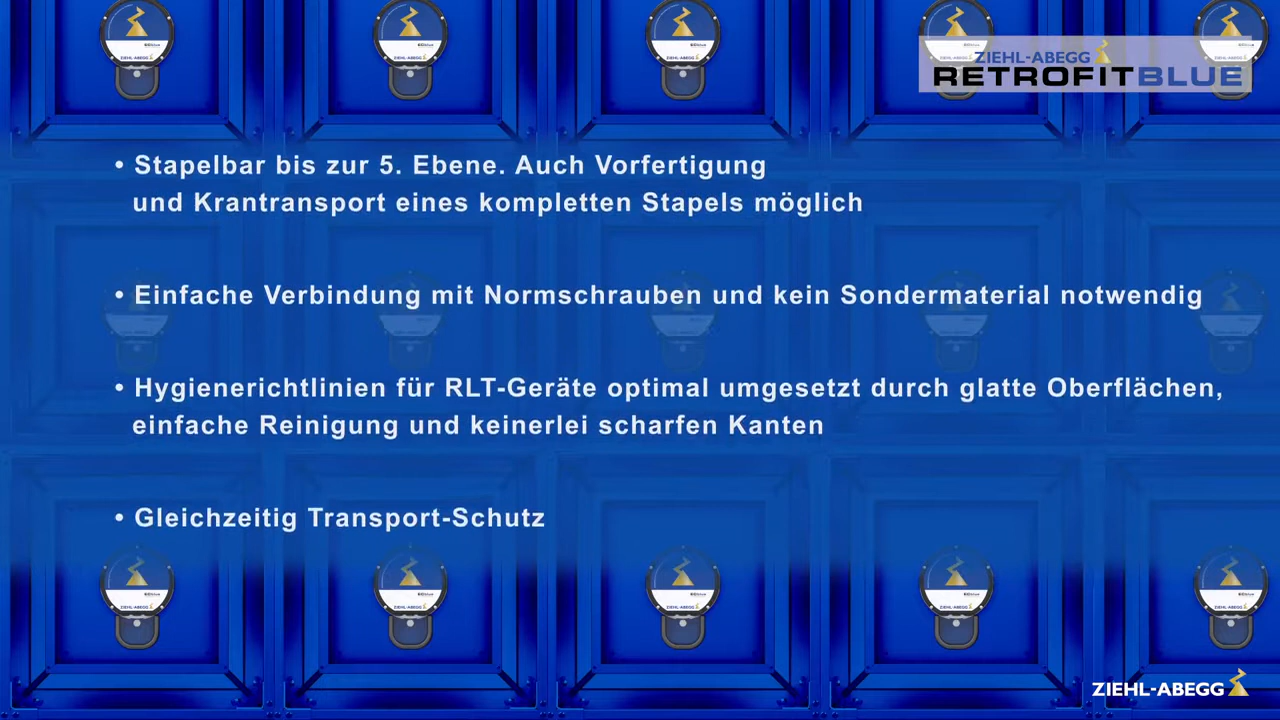 ZIEHL-ABEGG
RETROFITBLUE
• Stapelbar bis zur 5. Ebene. Auch Vorfertigung
und Krantransport eines kompletten Stapels möglich
• Einfache Verbindung mit Normschrauben und kein Sondermaterial notwendig
• Hygienerichtlinien für RLT-Geräte optimal umgesetzt durch glatte Oberflächen,
einfache Reinigung und keinerlei scharfen Kanten
• Gleichzeitig Transport-Schutz
ZIEHL-ABEGG